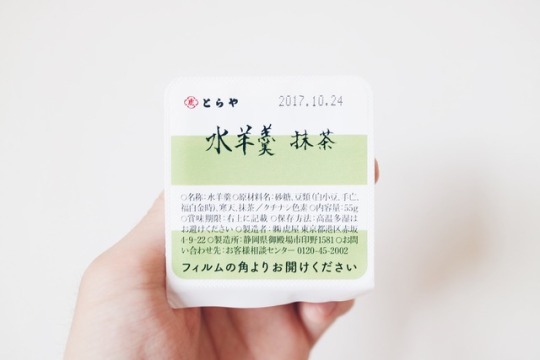 とらや 2017.10.24
水羊羹 抹茶
○名称:水羊羹○原材料名:砂糖、豆類(白小豆、手亡、
福白金時)、寒天、抹茶/クチナシ色素 ○内容量:55g
○賞味期限:右上に記載 ○保存方法:高温多湿は
お避けください ○製造者:㈱虎屋 東京都港区赤坂
4-9-22 ○製造所:静岡県御殿場市印野1581 ○お問
い合わせ先:お客様相談センター 0120-45-2002
フィルムの角よりお開けください